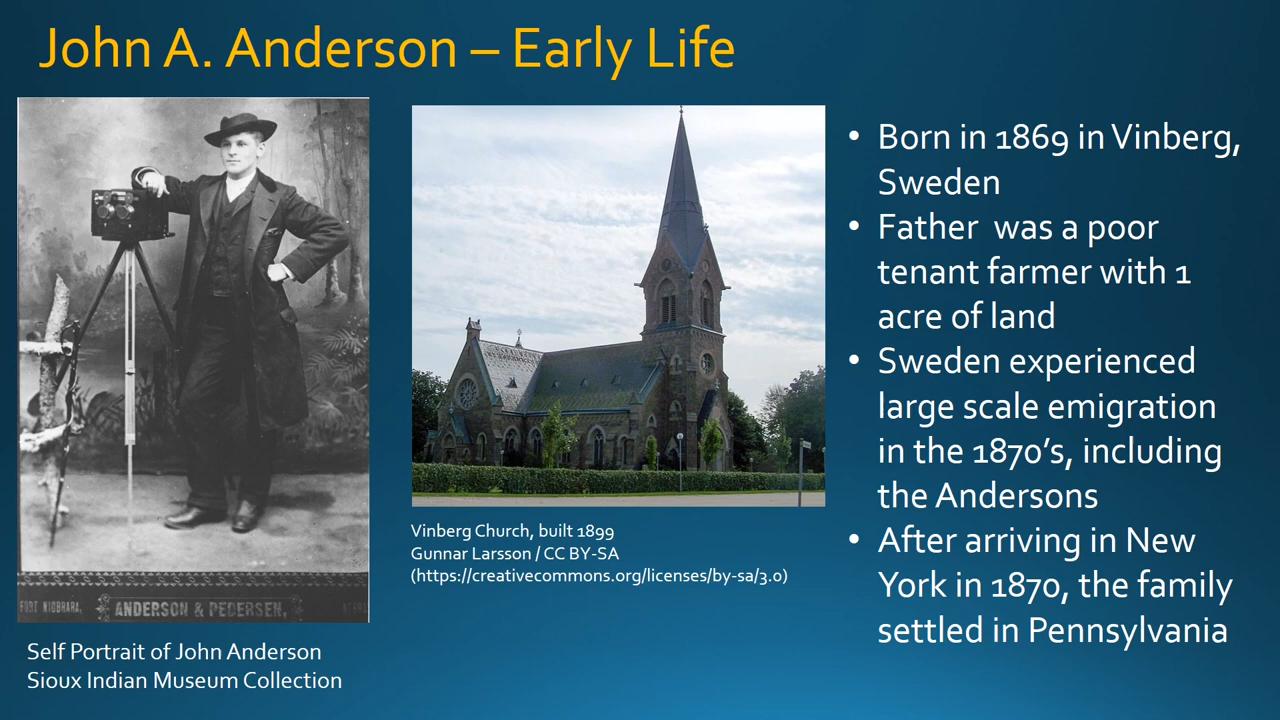 John A. Anderson – Early Life
FORT NIOBRARA,
ANDERSON & PEDERSEN,
Self Portrait of John Anderson
Sioux Indian Museum Collection
Vinberg Church, built 1899
Gunnar Larsson / CC BY-SA
(https://creativecommons.org/licenses/by-sa/3.0)
• Born in 1869 in Vinberg,
Sweden
• Father  was a poor
tenant farmer with 1
acre of land
• Sweden experienced
large scale emigration
in the 1870’s, including
the Andersons
• After arriving in New
York in 1870, the family
settled in Pennsylvania